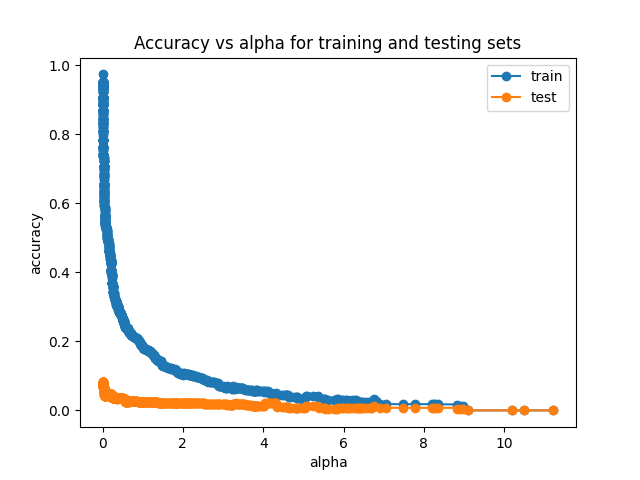 Accuracy vs alpha for training and testing sets
train
test
1.0
0.8
0.6
0.4
0.2
0.0
accuracy
0 2 4 6 8 10
alpha